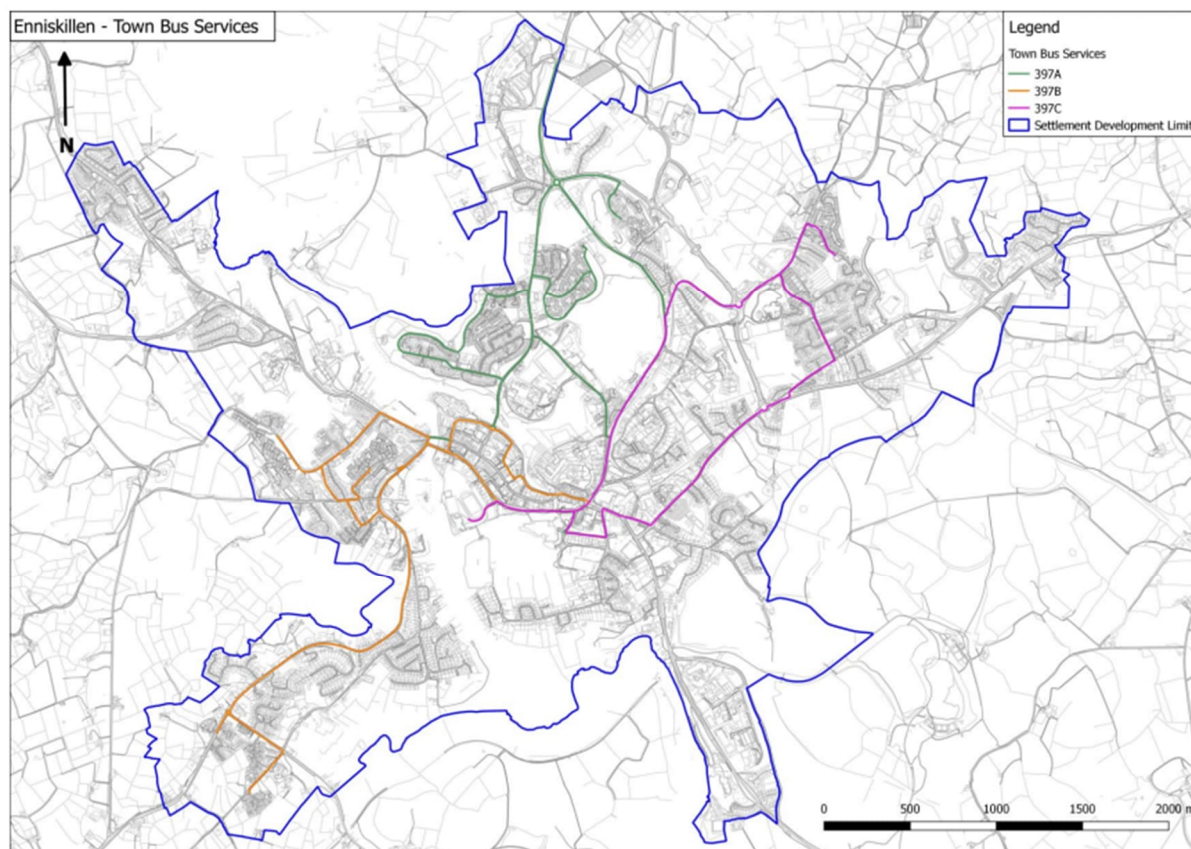 Enniskillen - Town Bus Services
N
Legend
Town Bus Services
397A
397B
397C
Settlement Development Limit
0 500 1000 1500 2000 m